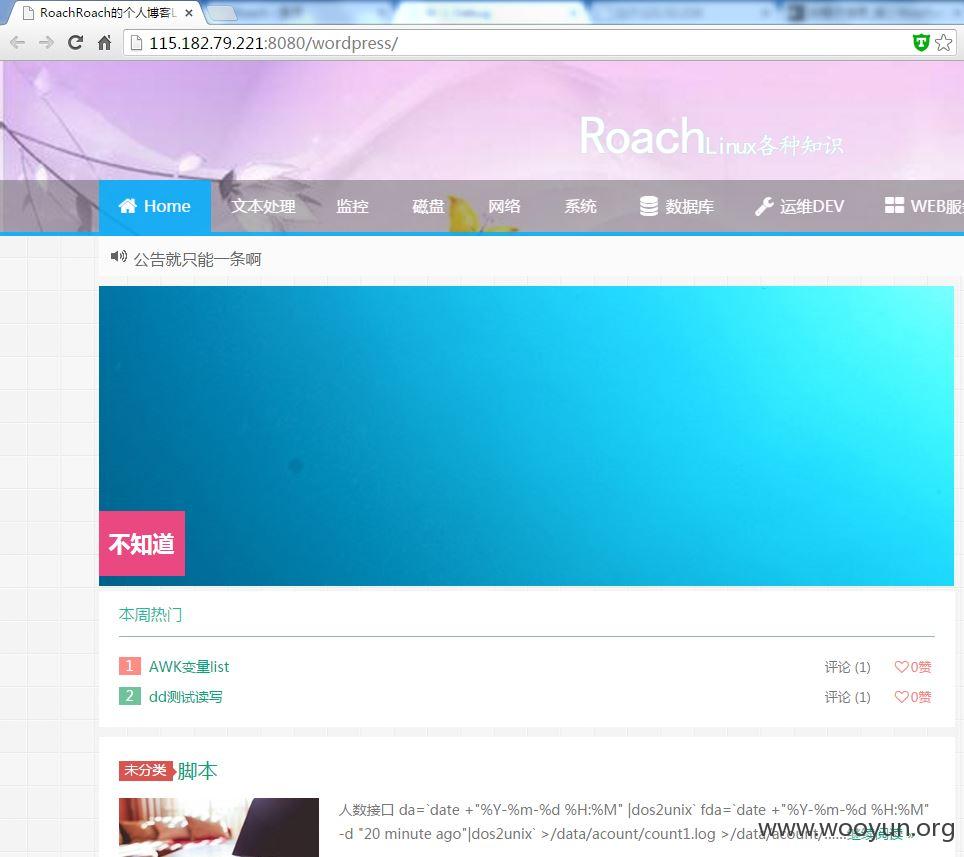 RoachRoach的个人博客L
115.182.79.221:8080/wordpress/
RoachLinux各种知识
Home 文本处理 监控 磁盘 网络 系统 数据库 运维DEV WEB服务
公告就只能一条啊
不知道
本周热门
1 AWK变量list 评论 (1) 0赞
2 dd测试读写 评论 (1) 0赞
未分类 脚本
人数接口 da=`date +"%Y-%m-%d %H:%M" |dos2unix` fda=`date +"%Y-%m-%d %H:%M"
-d "20 minute ago"|dos2unix` >/data/acount/count1.log >/data/acount/......继续阅读 »
www.wooyun.org